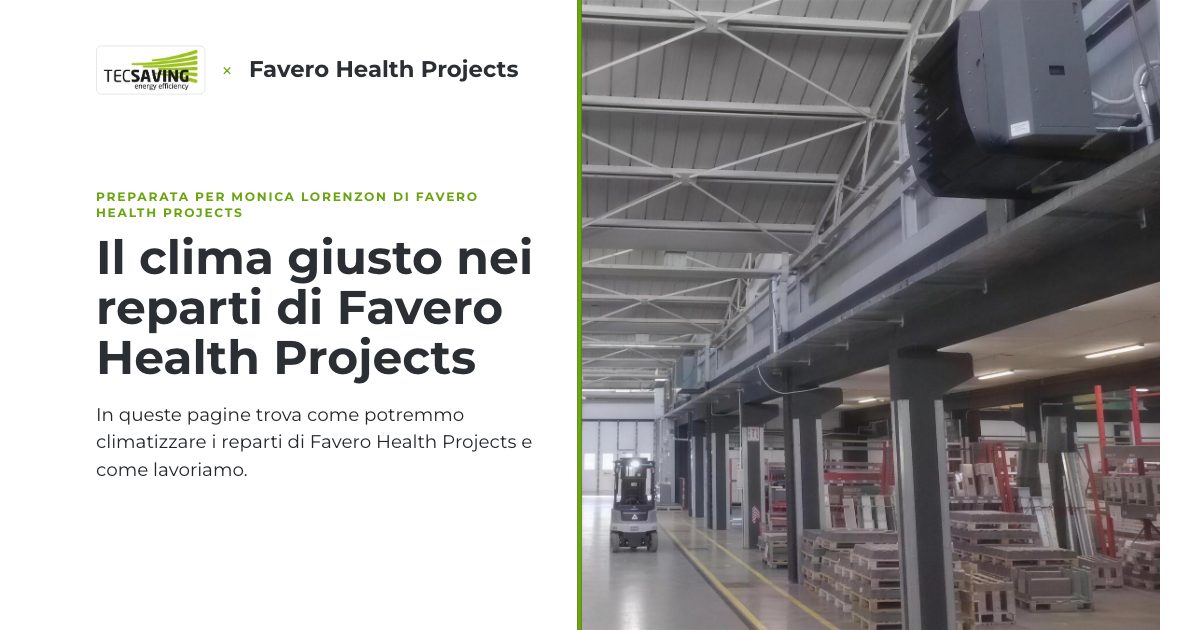 TECSAVING
energy efficiency
× Favero Health Projects
PREPARATA PER MONICA LORENZON DI FAVERO
HEALTH PROJECTS
Il clima giusto nei
reparti di Favero
Health Projects
In queste pagine trova come potremmo
climatizzare i reparti di Favero Health Projects e
come lavoriamo.